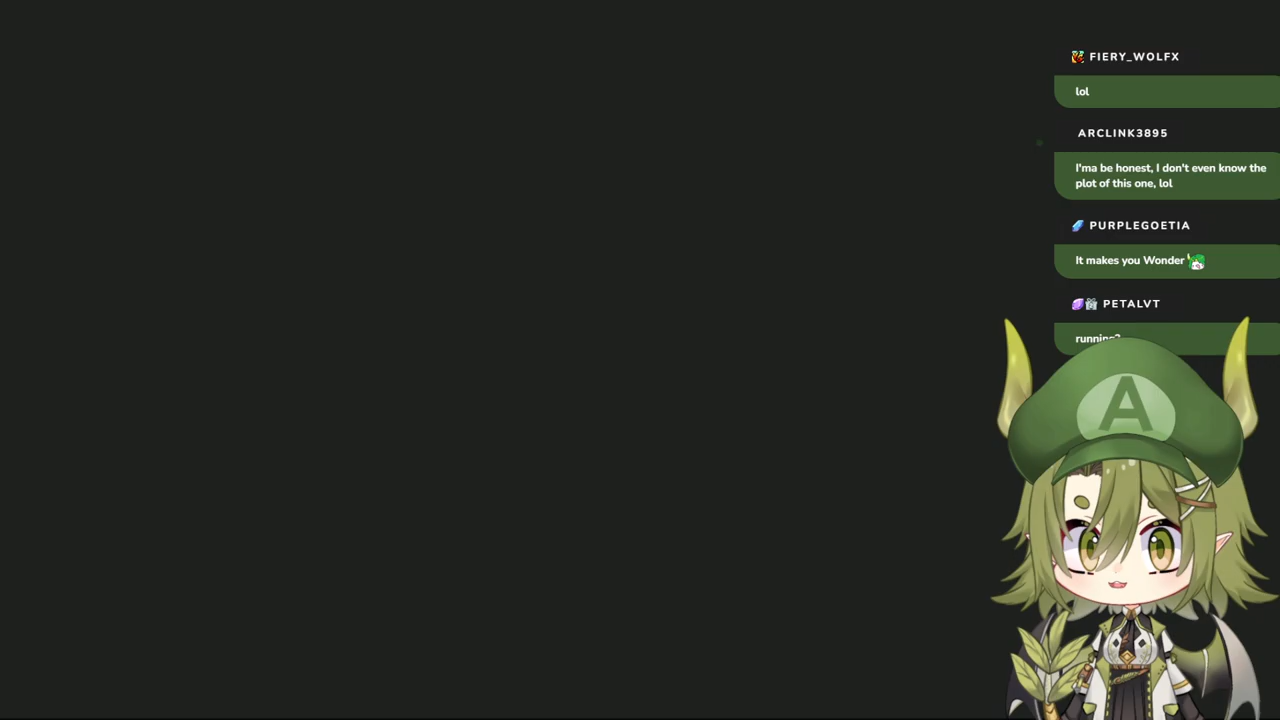 FIERY_WOLFX
lol
ARCLINK3895
I'ma be honest, I don't even know the
plot of this one, lol
PURPLEGOETIA
It makes you Wonder
PETALVT
running?
A